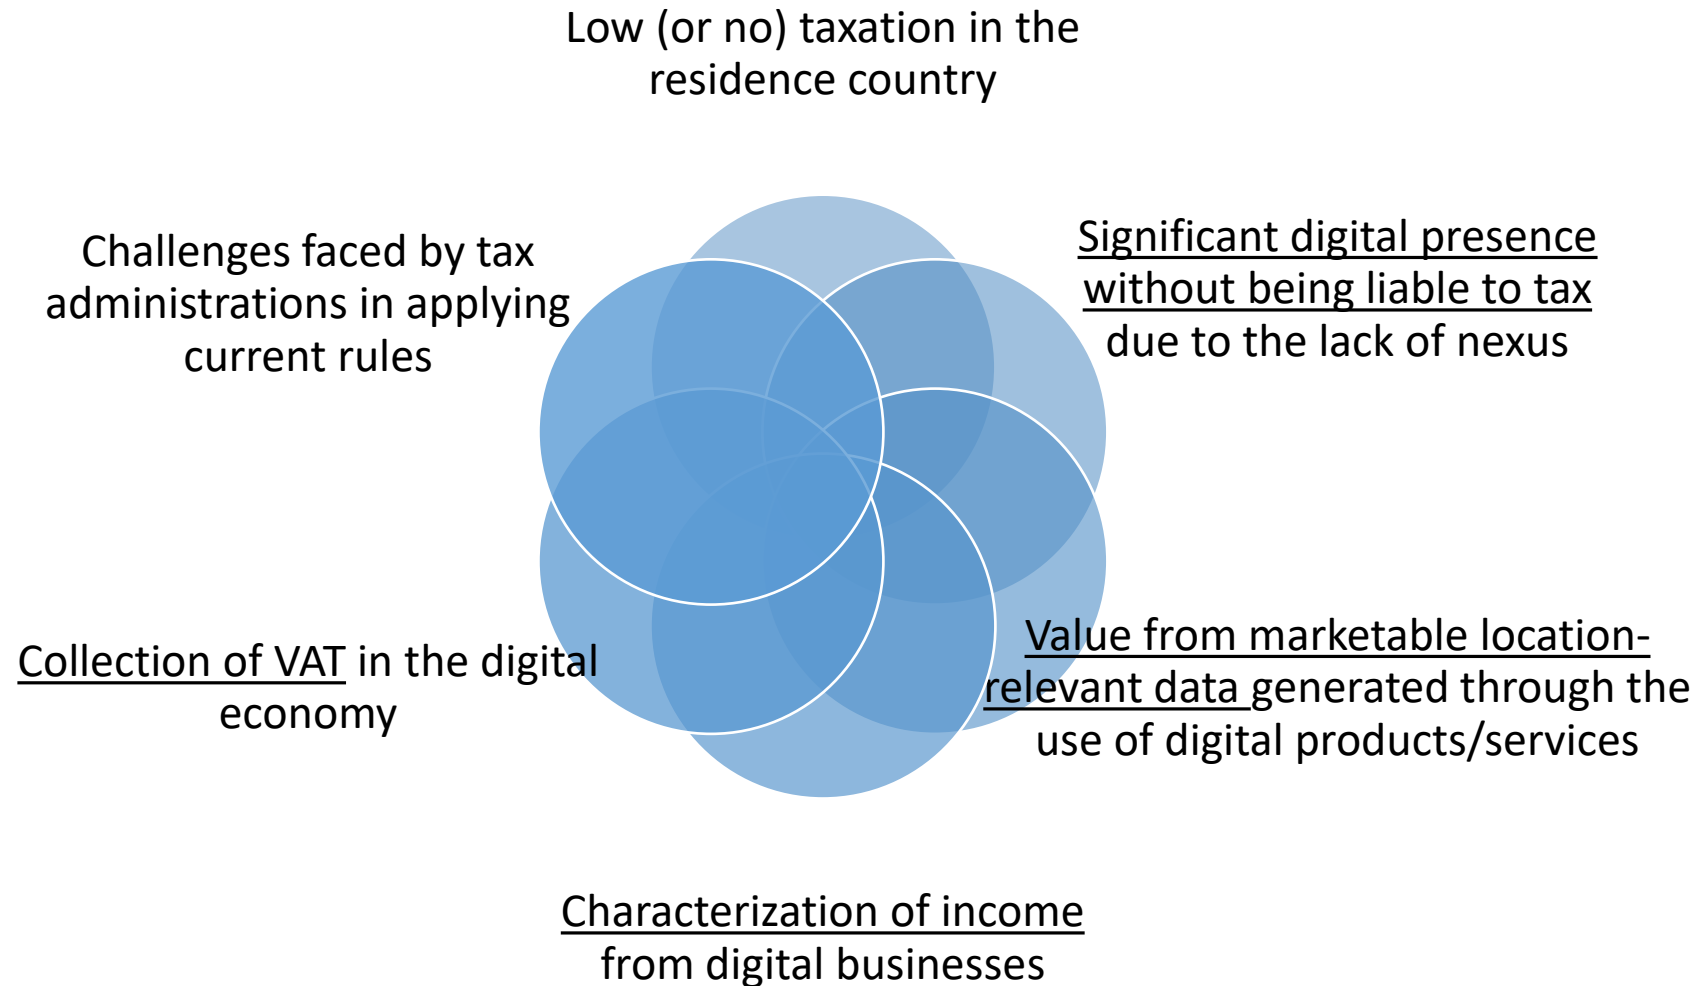 Low (or no) taxation in the
residence country
Significant digital presence
without being liable to tax
due to the lack of nexus
Value from marketable location-
relevant data generated through the
use of digital products/services
Characterization of income
from digital businesses
Collection of VAT in the digital
economy
Challenges faced by tax
administrations in applying
current rules